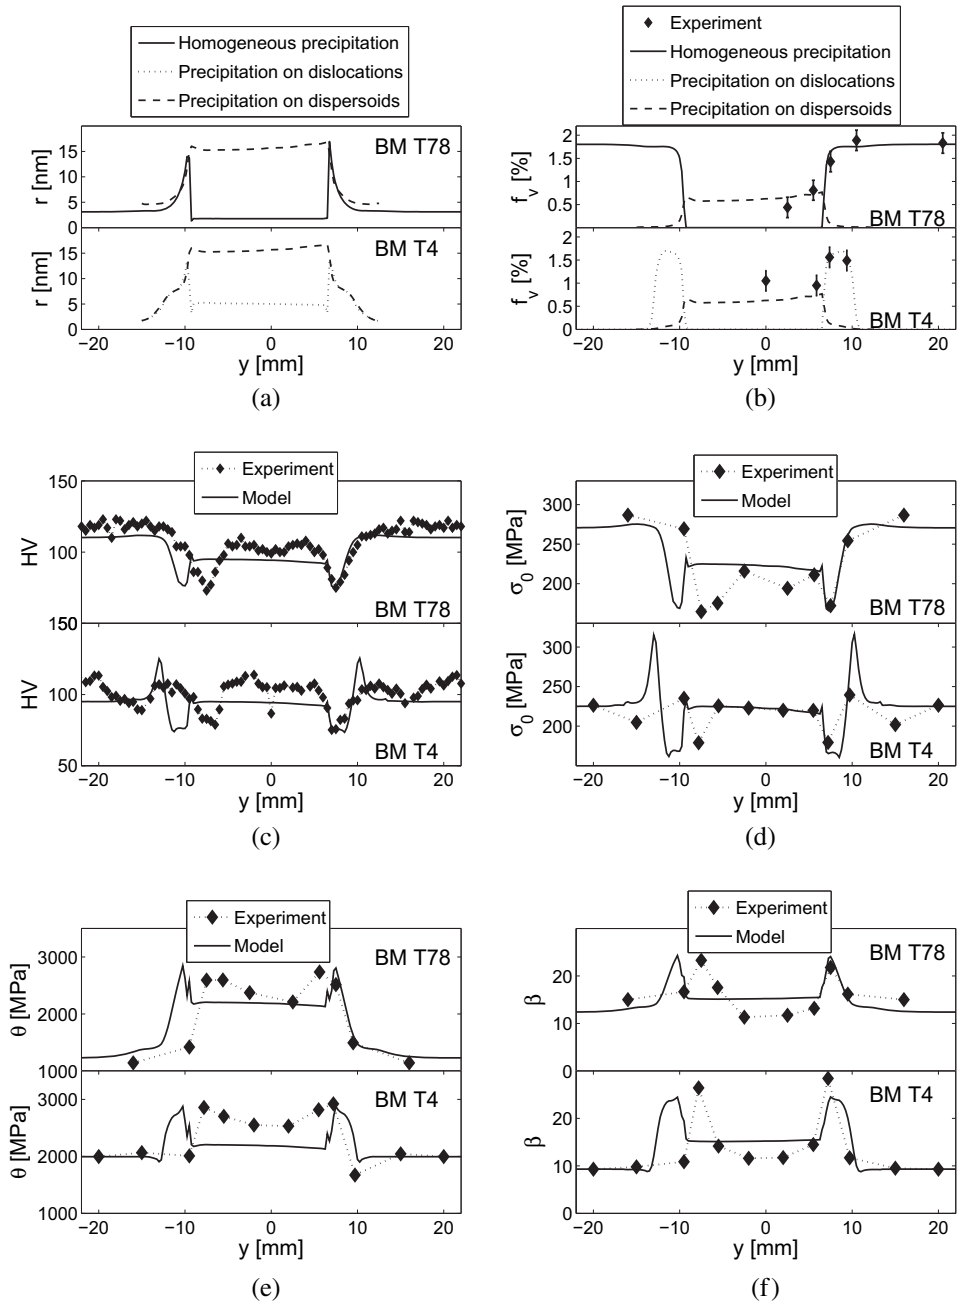 Homogeneous precipitation
Precipitation on dislocations
Precipitation on dispersoids
15
10
5
0
r [nm]
BM T78
15
10
5
0
r [nm]
BM T4
−20 −10 0 10 20
y [mm]
(a)
Experiment
Homogeneous precipitation
Precipitation on dislocations
Precipitation on dispersoids
2
1.5
1
0.5
f_v [%]
BM T78
2
1.5
1
0.5
0
f_v [%]
BM T4
−20 −10 0 10 20
y [mm]
(b)
Experiment
Model
150
100
HV
BM T78
150
100
50
HV
BM T4
−20 −10 0 10 20
y [mm]
(c)
Experiment
Model
300
250
200
σ_0 [MPa]
BM T78
300
250
200
σ_0 [MPa]
BM T4
−20 −10 0 10 20
y [mm]
(d)
Experiment
Model
3000
2000
1000
θ [MPa]
BM T78
3000
2000
1000
θ [MPa]
BM T4
−20 −10 0 10 20
y [mm]
(e)
Experiment
Model
20
10
0
β
BM T78
20
10
0
β
BM T4
−20 −10 0 10 20
y [mm]
(f)